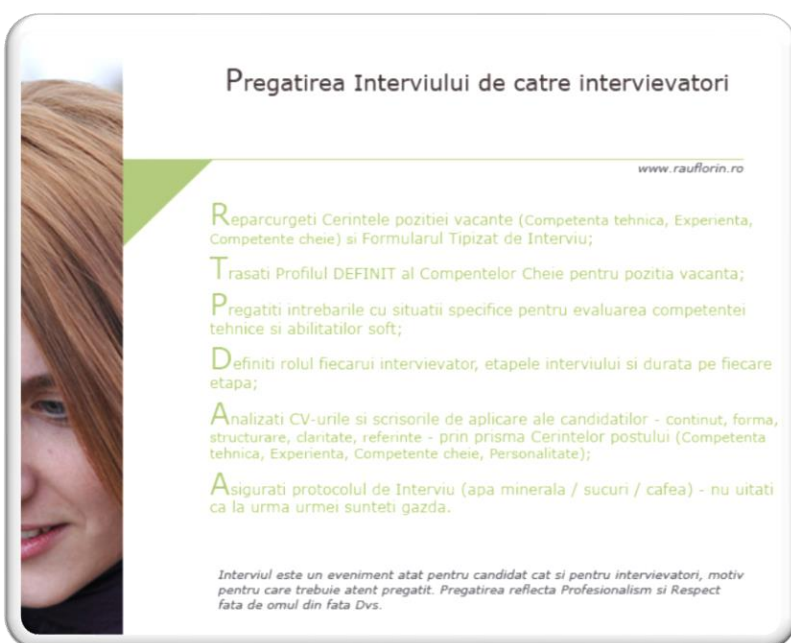 Pregatirea Interviului de catre intervievatori
www.rauflorin.ro
Reparcurgeti Cerintele pozitiei vacante (Competenta tehnica, Experienta,
Competente cheie) si Formularul Tipizat de Interviu;
Trasati Profilul DEFINIT al Compentelor Cheie pentru pozitia vacanta;
Pregatiti intrebarile cu situatii specifice pentru evaluarea competentei
tehnice si abilitatilor soft;
Definiti rolul fiecarui intervievator, etapele interviului si durata pe fiecare
etapa;
Analizati CV-urile si scrisorile de aplicare ale candidatilor - continut, forma,
structurare, claritate, referinte - prin prisma Cerintelor postului (Competenta
tehnica, Experienta, Competente cheie, Personalitate);
Asigurati protocolul de Interviu (apa minerala / sucuri / cafea) - nu uitati
ca la urma urmei sunteti gazda.
Interviul este un eveniment atat pentru candidat cat si pentru intervievatori, motiv
pentru care trebuie atent pregatit. Pregatirea reflecta Profesionalism si Respect
fata de omul din fata Dvs.